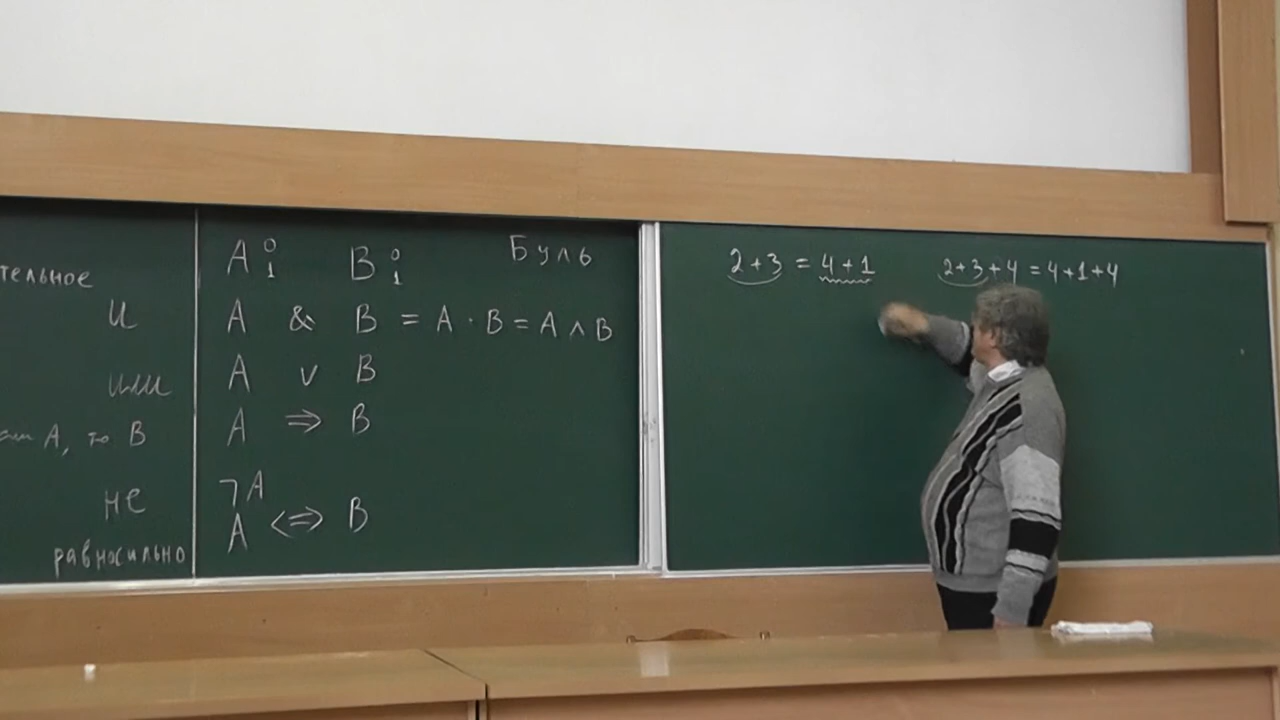 тельное
и
или
А, то В
не
равносильно
A 0 1 B 0 1 Буль
A & B = A · B = A ∧ B
A ∨ B
A ⇒ B
¬A
A <=> B
2+3 = 4+1 2+3+4 = 4+1+4